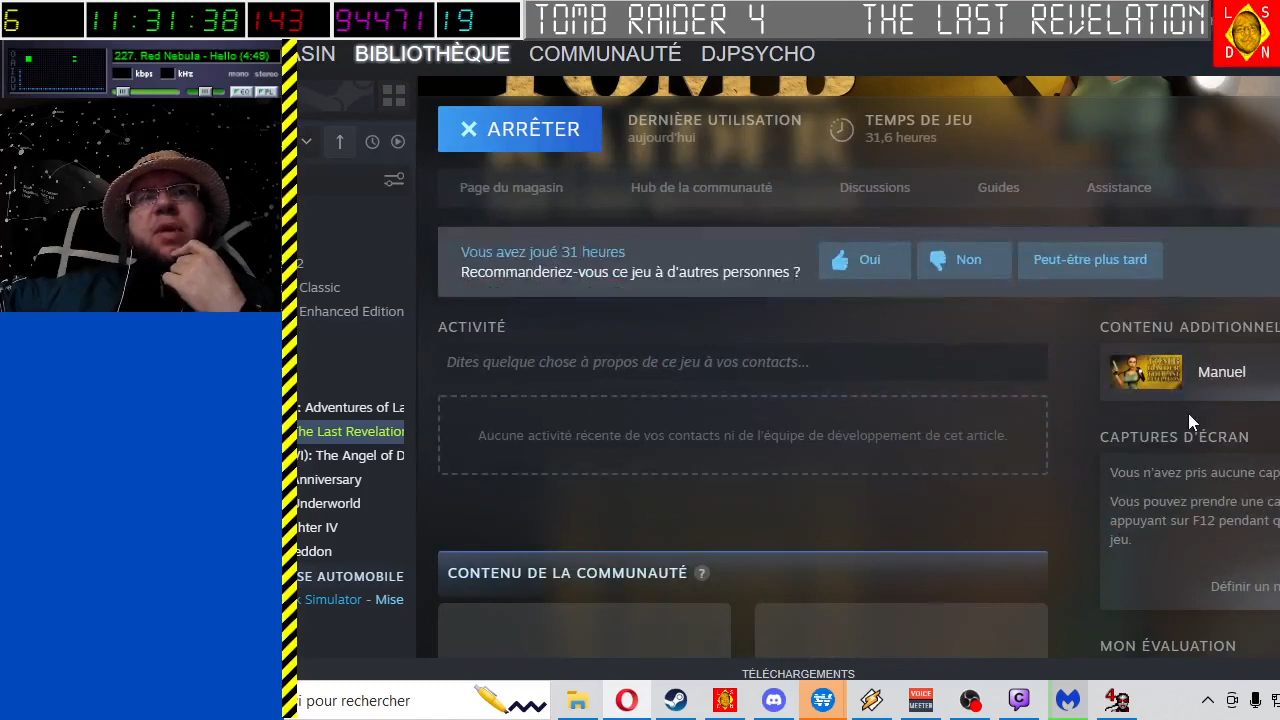 6 11:31:38 143 94471 19 TOMB RAIDER 4 THE LAST REVELATION
L S
D N
227. Red Nebula - Hello (4:49)
kbps kHz mono stereo
EQ PL
ASIN BIBLIOTHÈQUE COMMUNAUTÉ DJPSYCHO
ARRÊTER
DERNIÈRE UTILISATION
aujourd'hui
TEMPS DE JEU
31,6 heures
Page du magasin Hub de la communauté Discussions Guides Assistance
Vous avez joué 31 heures
Recommanderiez-vous ce jeu à d'autres personnes ?
Oui Non Peut-être plus tard
2
Classic
Enhanced Edition
: Adventures of La
he Last Revelation
VI): The Angel of D
Anniversary
Underworld
hter IV
eddon
SE AUTOMOBILE
k Simulator - Mise
ACTIVITÉ
Dites quelque chose à propos de ce jeu à vos contacts...
Aucune activité récente de vos contacts ni de l'équipe de développement de cet article.
CONTENU DE LA COMMUNAUTÉ ?
CONTENU ADDITIONNEL
Manuel
CAPTURES D'ÉCRAN
Vous n'avez pris aucune cap
Vous pouvez prendre une ca
appuyant sur F12 pendant q
jeu.
Définir un n
MON ÉVALUATION
TÉLÉCHARGEMENTS
i pour rechercher
VOICE
MEETER
4